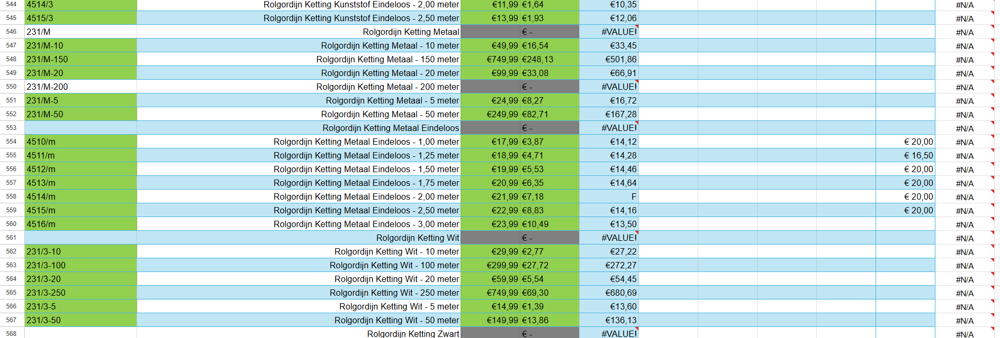 544 4514/3 Rolgordijn Ketting Kunststof Eindeloos - 2,00 meter €11,99 €1,64 €10,35 #N/A
545 4515/3 Rolgordijn Ketting Kunststof Eindeloos - 2,50 meter €13,99 €1,93 €12,06 #N/A
546 231/M Rolgordijn Ketting Metaal € - #VALUE! #N/A
547 231/M-10 Rolgordijn Ketting Metaal - 10 meter €49,99 €16,54 €33,45 #N/A
548 231/M-150 Rolgordijn Ketting Metaal - 150 meter €749,99 €248,13 €501,86 #N/A
549 231/M-20 Rolgordijn Ketting Metaal - 20 meter €99,99 €33,08 €66,91 #N/A
550 231/M-200 Rolgordijn Ketting Metaal - 200 meter € - #VALUE! #N/A
551 231/M-5 Rolgordijn Ketting Metaal - 5 meter €24,99 €8,27 €16,72 #N/A
552 231/M-50 Rolgordijn Ketting Metaal - 50 meter €249,99 €82,71 €167,28 #N/A
553 Rolgordijn Ketting Metaal Eindeloos € - #VALUE! #N/A
554 4510/m Rolgordijn Ketting Metaal Eindeloos - 1,00 meter €17,99 €3,87 €14,12 € 20,00 #N/A
555 4511/m Rolgordijn Ketting Metaal Eindeloos - 1,25 meter €18,99 €4,71 €14,28 € 16,50 #N/A
556 4512/m Rolgordijn Ketting Metaal Eindeloos - 1,50 meter €19,99 €5,53 €14,46 € 20,00 #N/A
557 4513/m Rolgordijn Ketting Metaal Eindeloos - 1,75 meter €20,99 €6,35 €14,64 € 20,00 #N/A
558 4514/m Rolgordijn Ketting Metaal Eindeloos - 2,00 meter €21,99 €7,18 F € 20,00 #N/A
559 4515/m Rolgordijn Ketting Metaal Eindeloos - 2,50 meter €22,99 €8,83 €14,16 € 20,00 #N/A
560 4516/m Rolgordijn Ketting Metaal Eindeloos - 3,00 meter €23,99 €10,49 €13,50 #N/A
561 Rolgordijn Ketting Wit € - #VALUE! #N/A
562 231/3-10 Rolgordijn Ketting Wit - 10 meter €29,99 €2,77 €27,22 #N/A
563 231/3-100 Rolgordijn Ketting Wit - 100 meter €299,99 €27,72 €272,27 #N/A
564 231/3-20 Rolgordijn Ketting Wit - 20 meter €59,99 €5,54 €54,45 #N/A
565 231/3-250 Rolgordijn Ketting Wit - 250 meter €749,99 €69,30 €680,69 #N/A
566 231/3-5 Rolgordijn Ketting Wit - 5 meter €14,99 €1,39 €13,60 #N/A
567 231/3-50 Rolgordijn Ketting Wit - 50 meter €149,99 €13,86 €136,13 #N/A
568 Rolgordijn Ketting Zwart € - #VALUE! #N/A